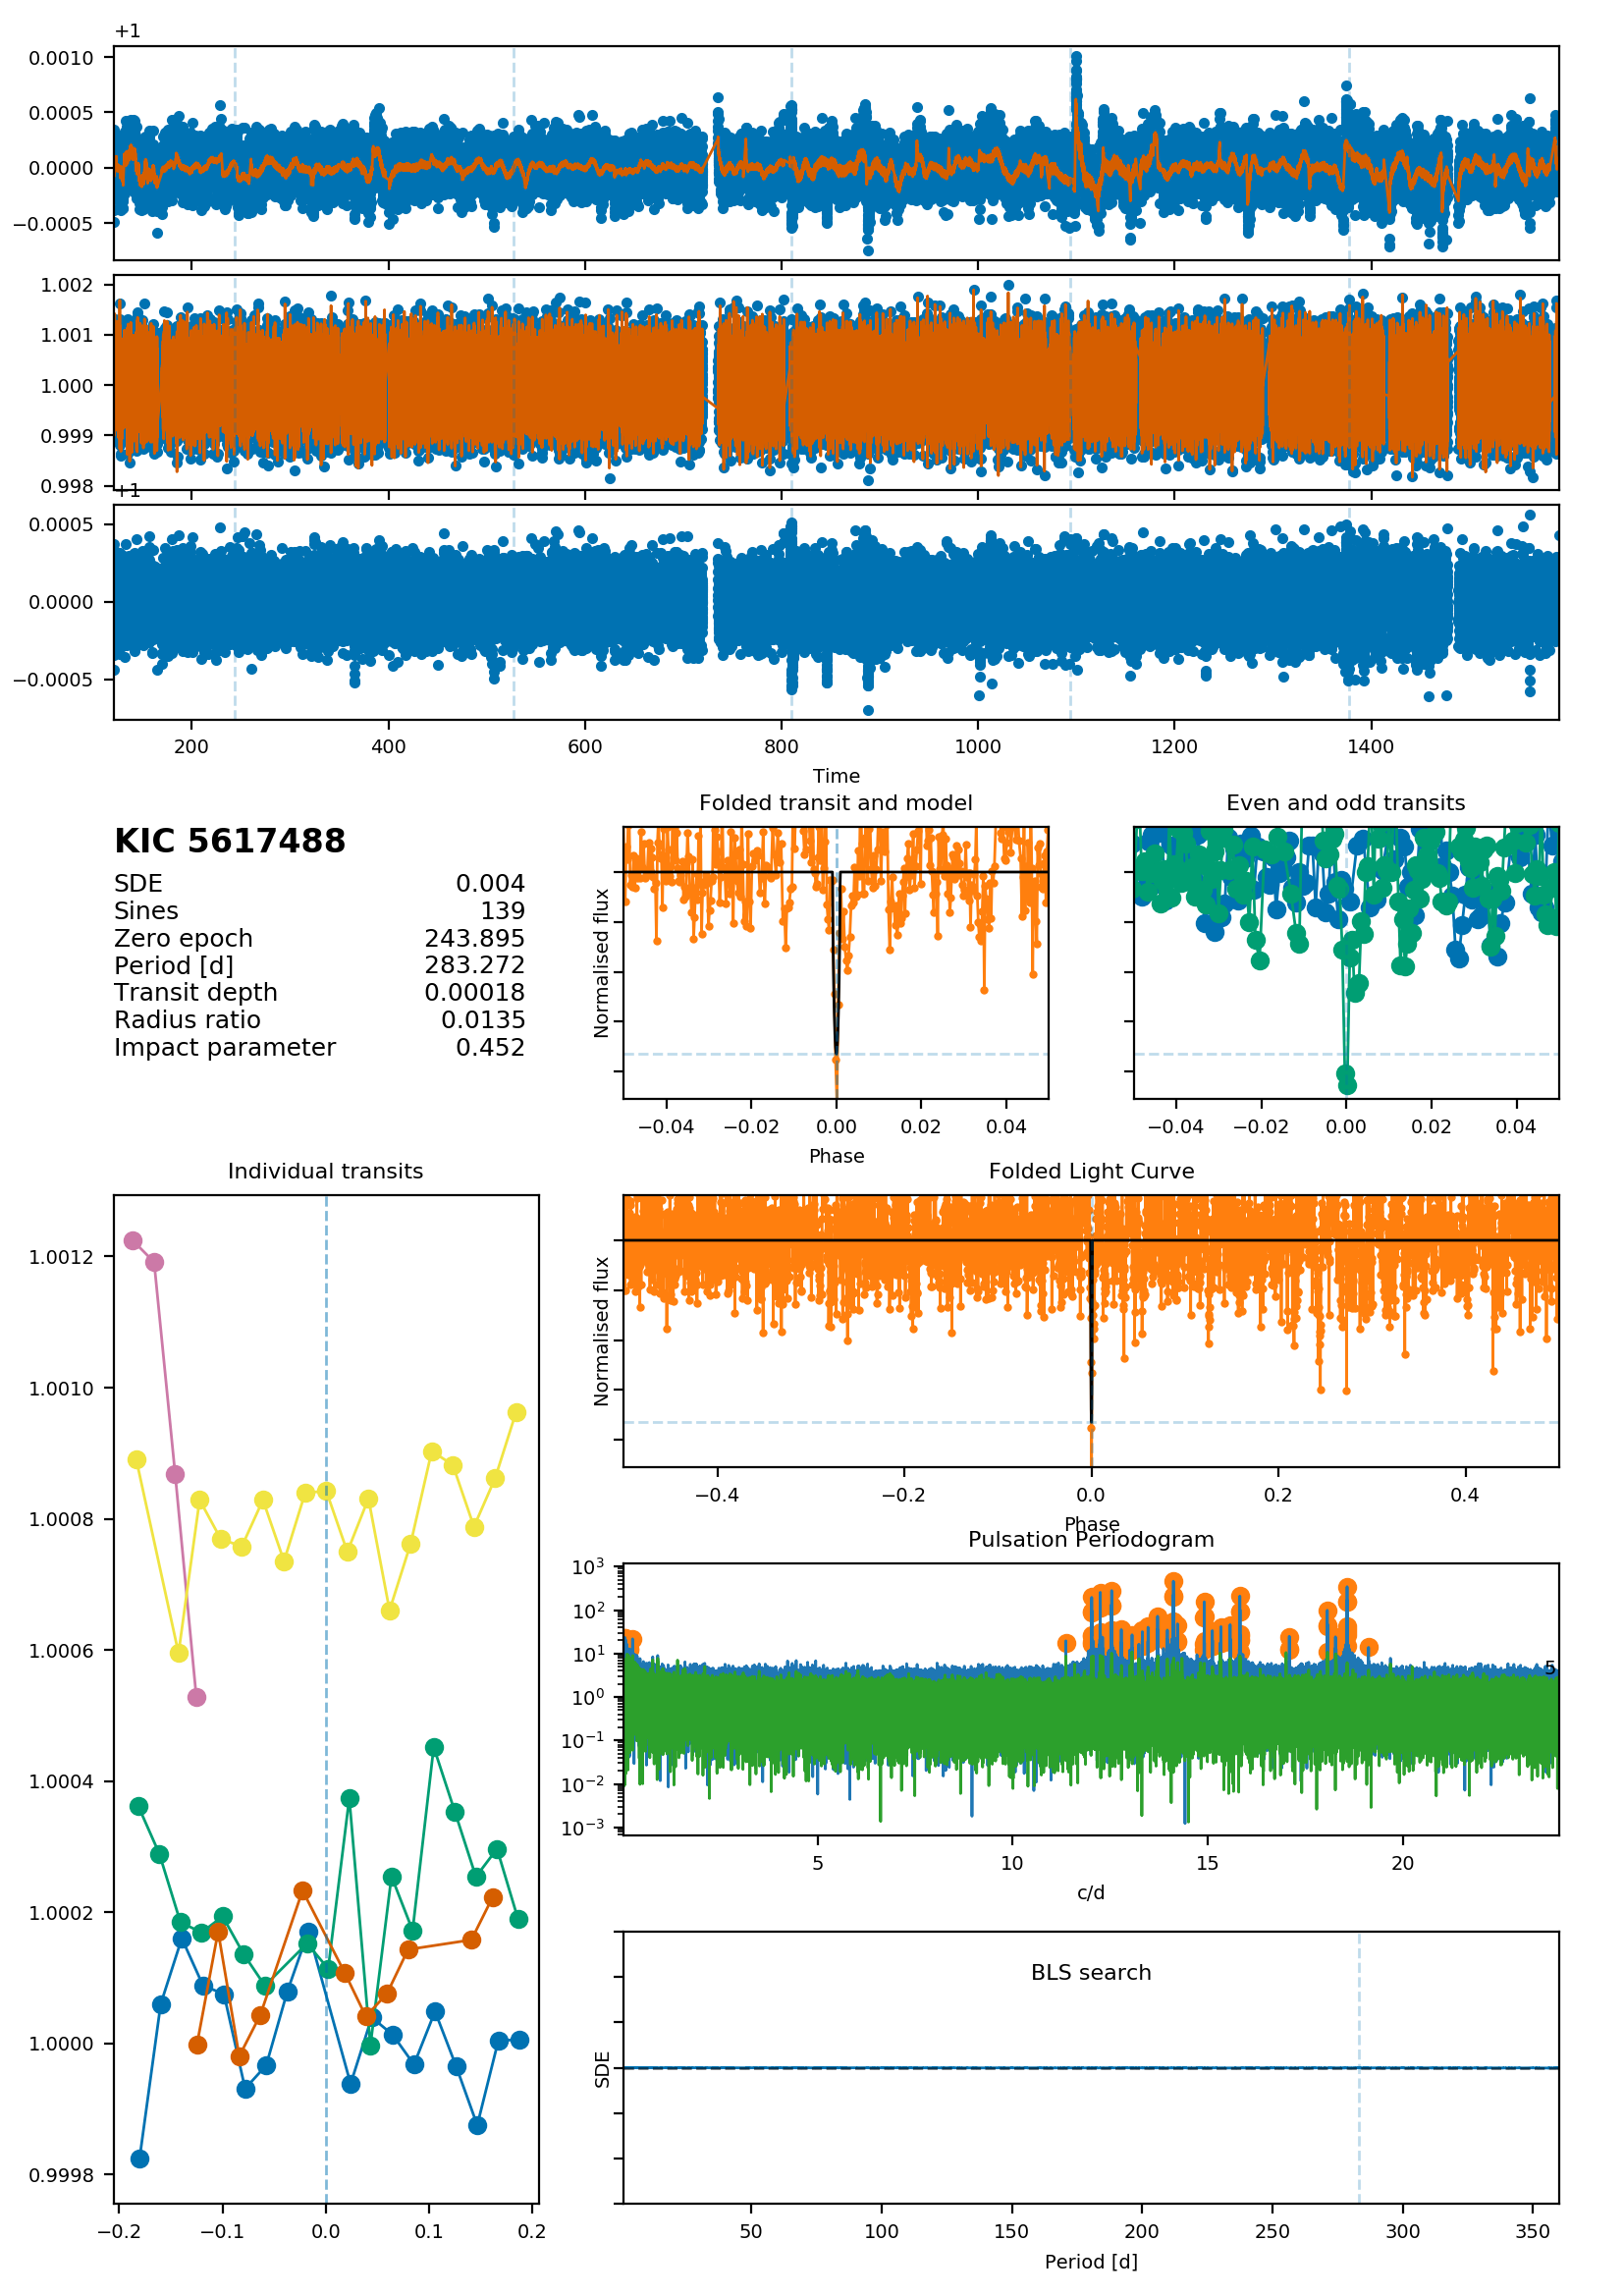 +1
0.0010
0.0005
0.0000
−0.0005
1.002
1.001
1.000
0.999
0.998
+1
0.0005
0.0000
−0.0005
200 400 600 800 1000 1200 1400
Time
KIC 5617488
SDE 0.004
Sines 139
Zero epoch 243.895
Period [d] 283.272
Transit depth 0.00018
Radius ratio 0.0135
Impact parameter 0.452
Folded transit and model
Normalised flux
−0.04 −0.02 0.00 0.02 0.04
Phase
Even and odd transits
−0.04 −0.02 0.00 0.02 0.04
Individual transits
1.0012
1.0010
1.0008
1.0006
1.0004
1.0002
1.0000
0.9998
−0.2 −0.1 0.0 0.1 0.2
Folded Light Curve
Normalised flux
−0.4 −0.2 0.0 0.2 0.4
Phase
Pulsation Periodogram
10³
10²
10¹
10⁰
10⁻¹
10⁻²
10⁻³
5
5 10 15 20
c/d
BLS search
SDE
50 100 150 200 250 300 350
Period [d]